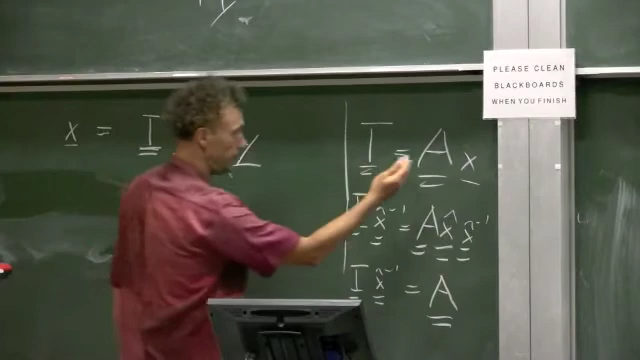 x = I
y
I = A x
I x̂⁻¹ = A x̂ x̂⁻¹
I x̂⁻¹ = A
PLEASE CLEAN
BLACKBOARDS
WHEN YOU FINISH